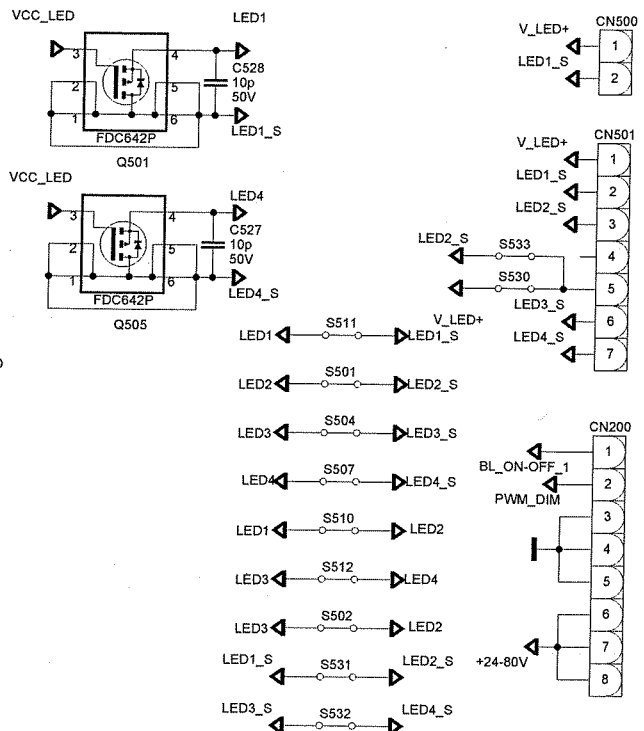 VCC_LED
LED1
3
4
2
5
1
6
C528
10p
50V
FDC642P
LED1_S
Q501
VCC_LED
LED4
3
4
2
5
1
6
C527
10p
50V
FDC642P
LED4_S
Q505
CN500
V_LED+
1
LED1_S
2
CN501
V_LED+
1
LED1_S
2
LED2_S
3
LED2_S
S533
4
S530
5
LED3_S
V_LED+
6
LED4_S
7
LED1 S511 LED1_S
LED2 S501 LED2_S
LED3 S504 LED3_S
LED4 S507 LED4_S
LED1 S510 LED2
LED3 S512 LED4
LED3 S502 LED2
LED1_S S531 LED2_S
LED3_S S532 LED4_S
CN200
1
BL_ON-OFF_1
2
PWM_DIM
3
4
5
6
+24-80V
7
8